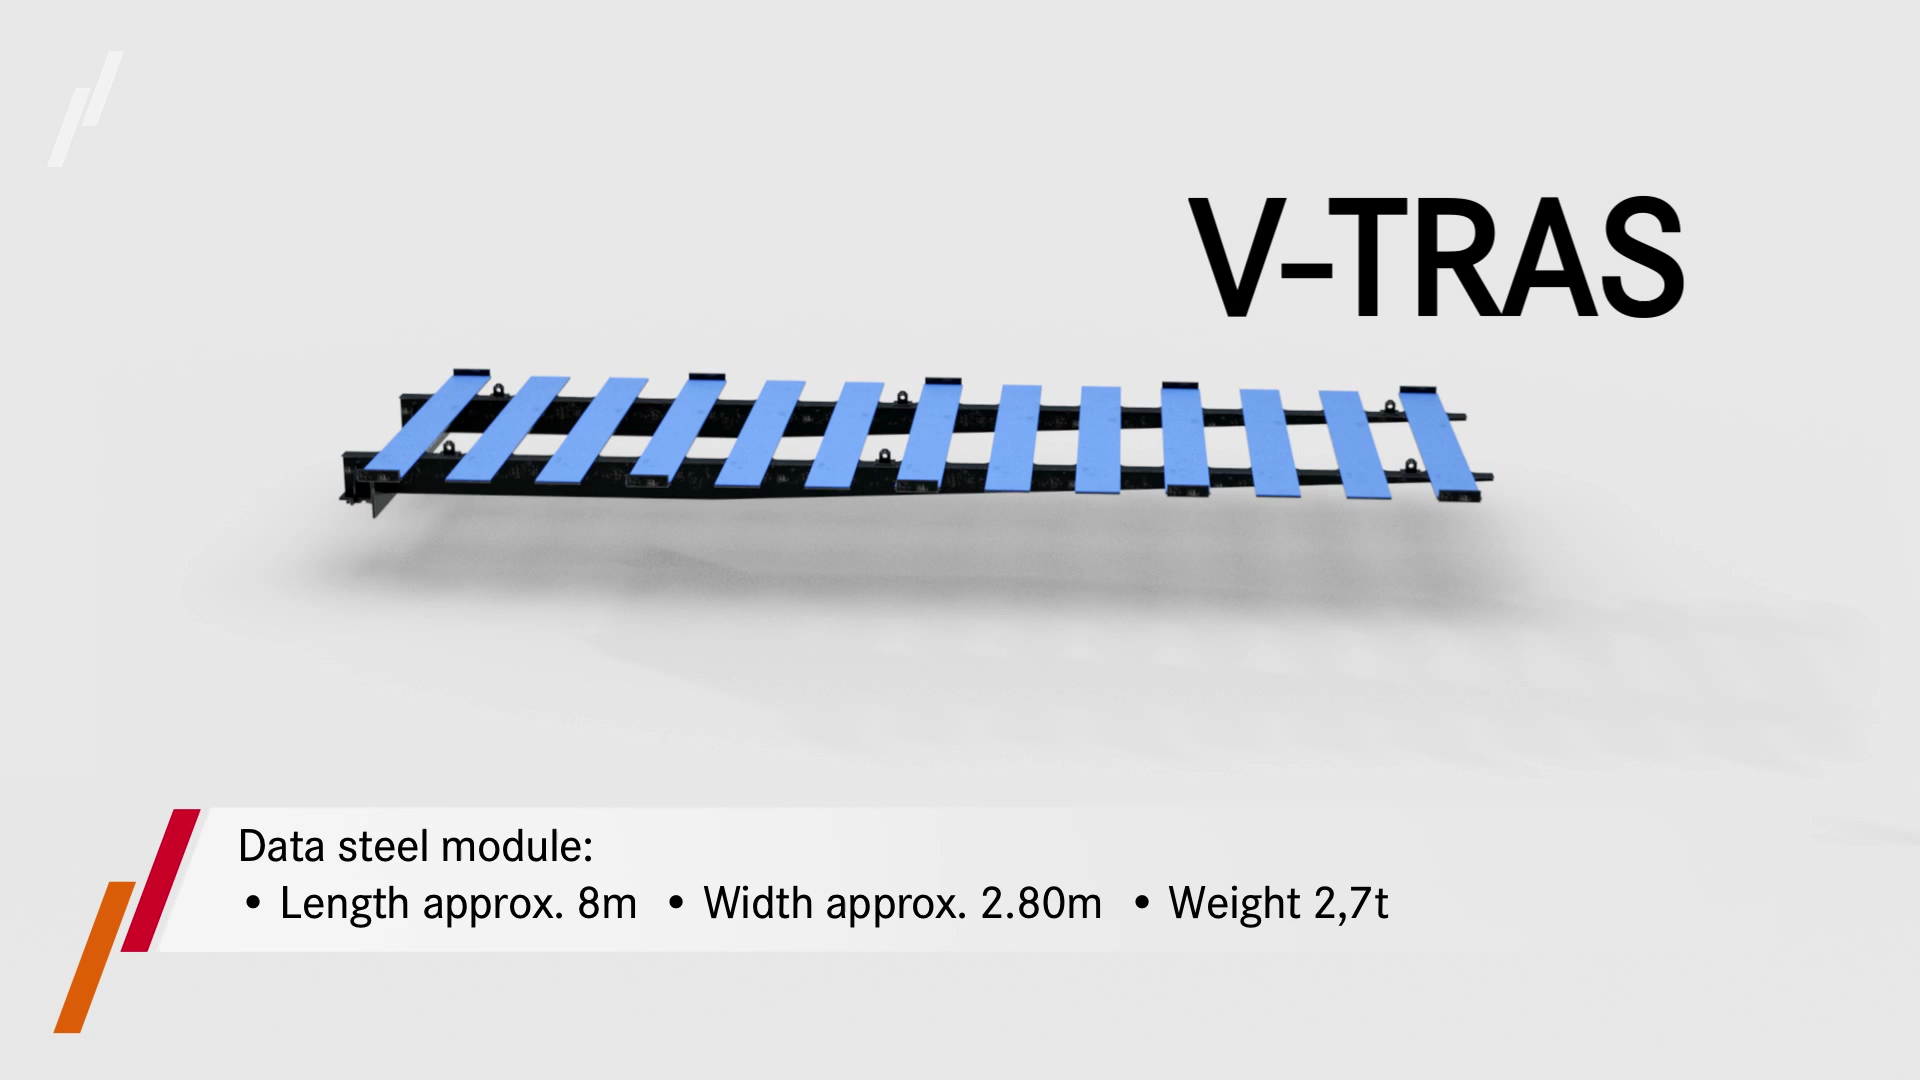 V-TRAS
Data steel module:
• Length approx. 8m • Width approx. 2.80m • Weight 2,7t